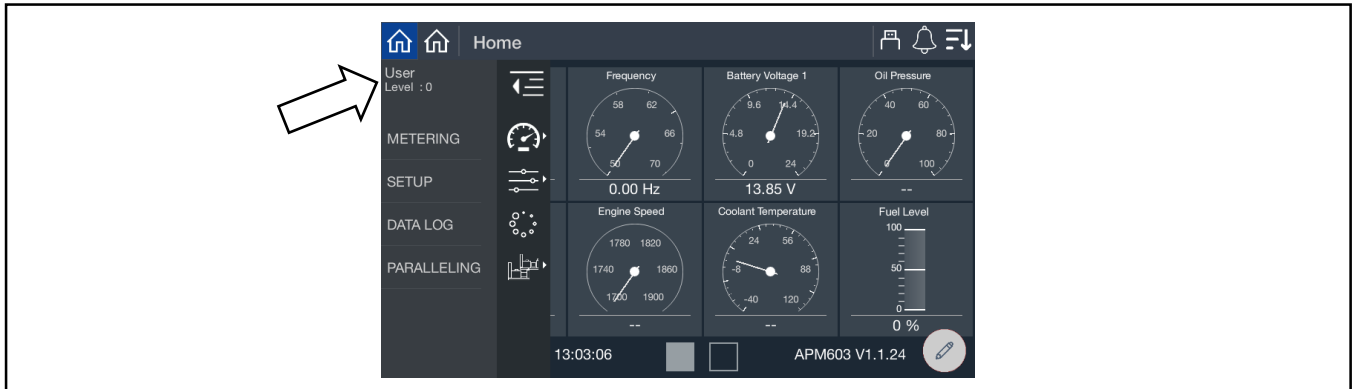 Home
User
Level : 0
METERING
SETUP
DATA LOG
PARALLELING
Frequency
58 62
54 66
50 70
0.00 Hz
Battery Voltage 1
9.6 14.4
4.8 19.2
0 24
13.85 V
Oil Pressure
40 60
20 80
0 100
--
Engine Speed
1780 1820
1740 1860
1700 1900
--
Coolant Temperature
24 56
-8 88
-40 120
--
Fuel Level
100
50
0
0 %
13:03:06
APM603 V1.1.24